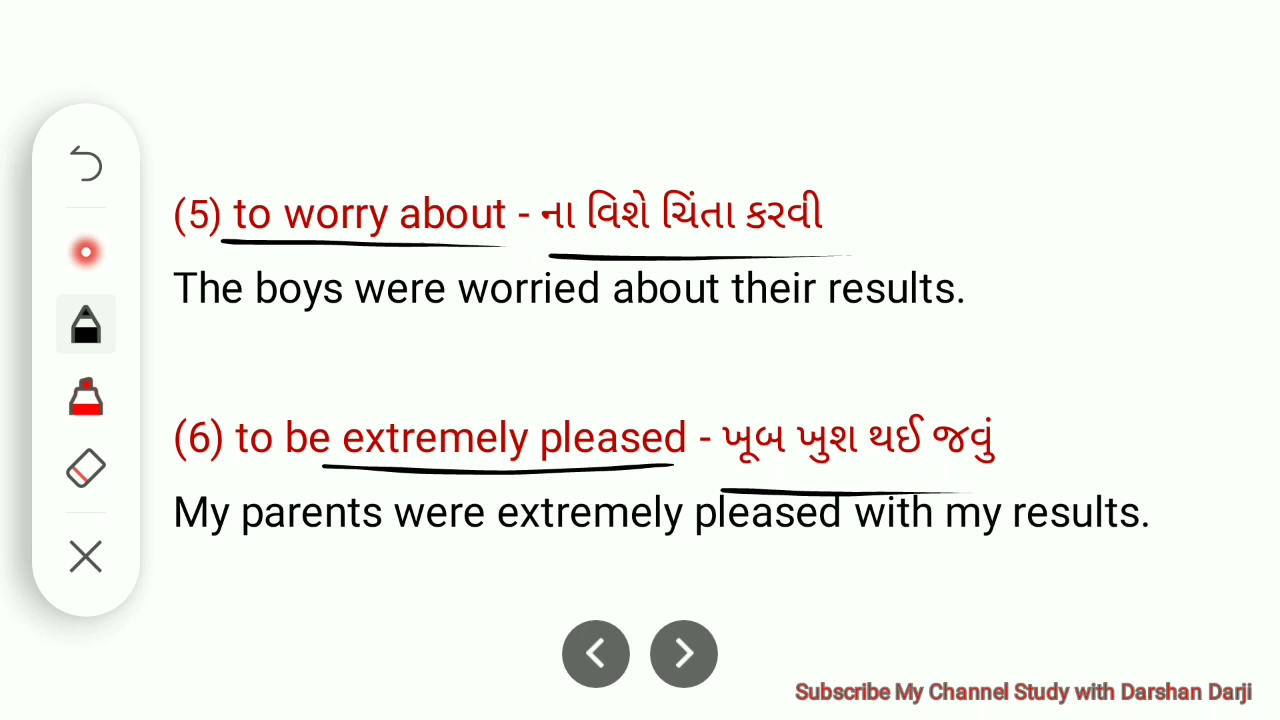 (5) to worry about - ના વિશે ચિંતા કરવી
The boys were worried about their results.
(6) to be extremely pleased - ખૂબ ખુશ થઈ જવું
My parents were extremely pleased with my results.
Subscribe My Channel Study with Darshan Darji